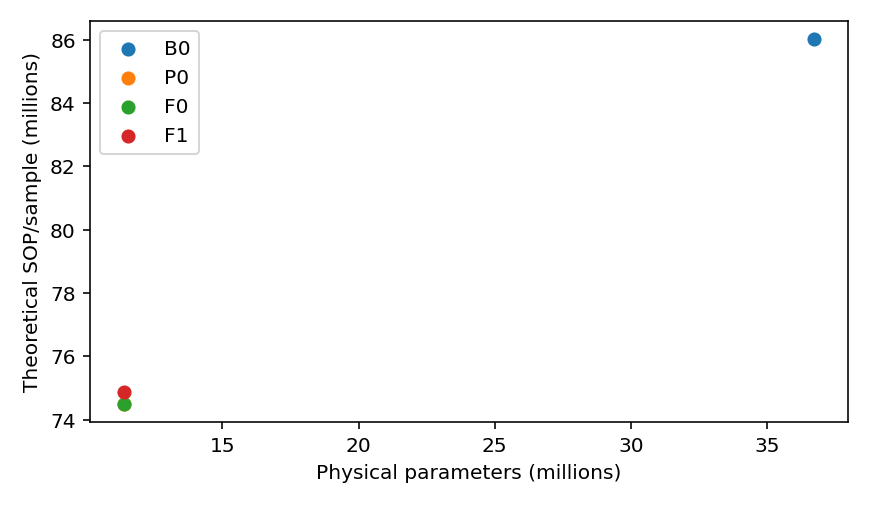 Theoretical SOP/sample (millions)
86
84
82
80
78
76
74
B0
P0
F0
F1
15
20
25
30
35
Physical parameters (millions)